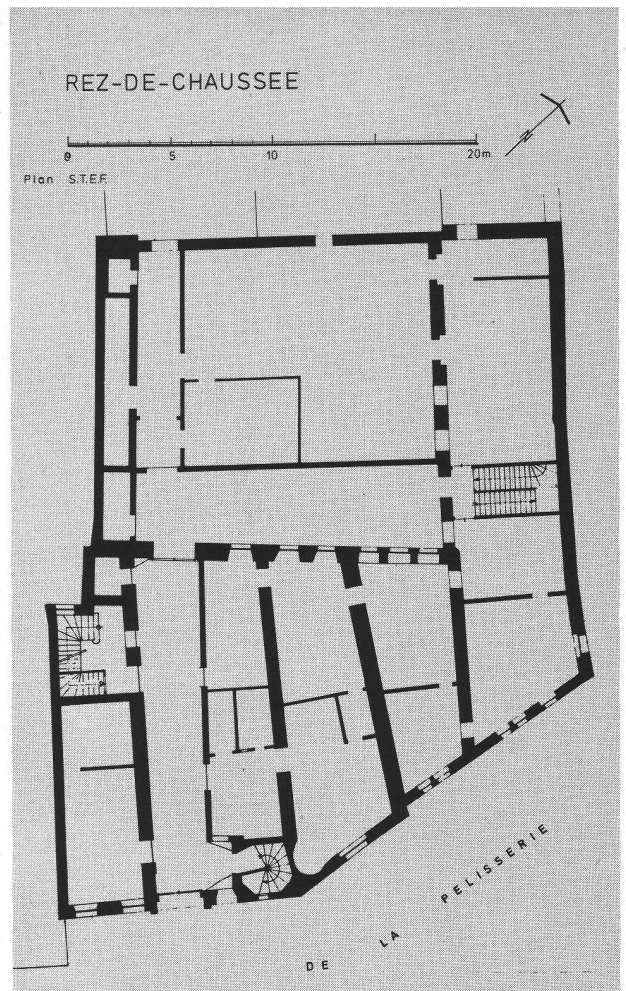 REZ-DE-CHAUSSEE
0 5 10 20m
Plan S.T.E.F.
N
DE LA PELISSERIE